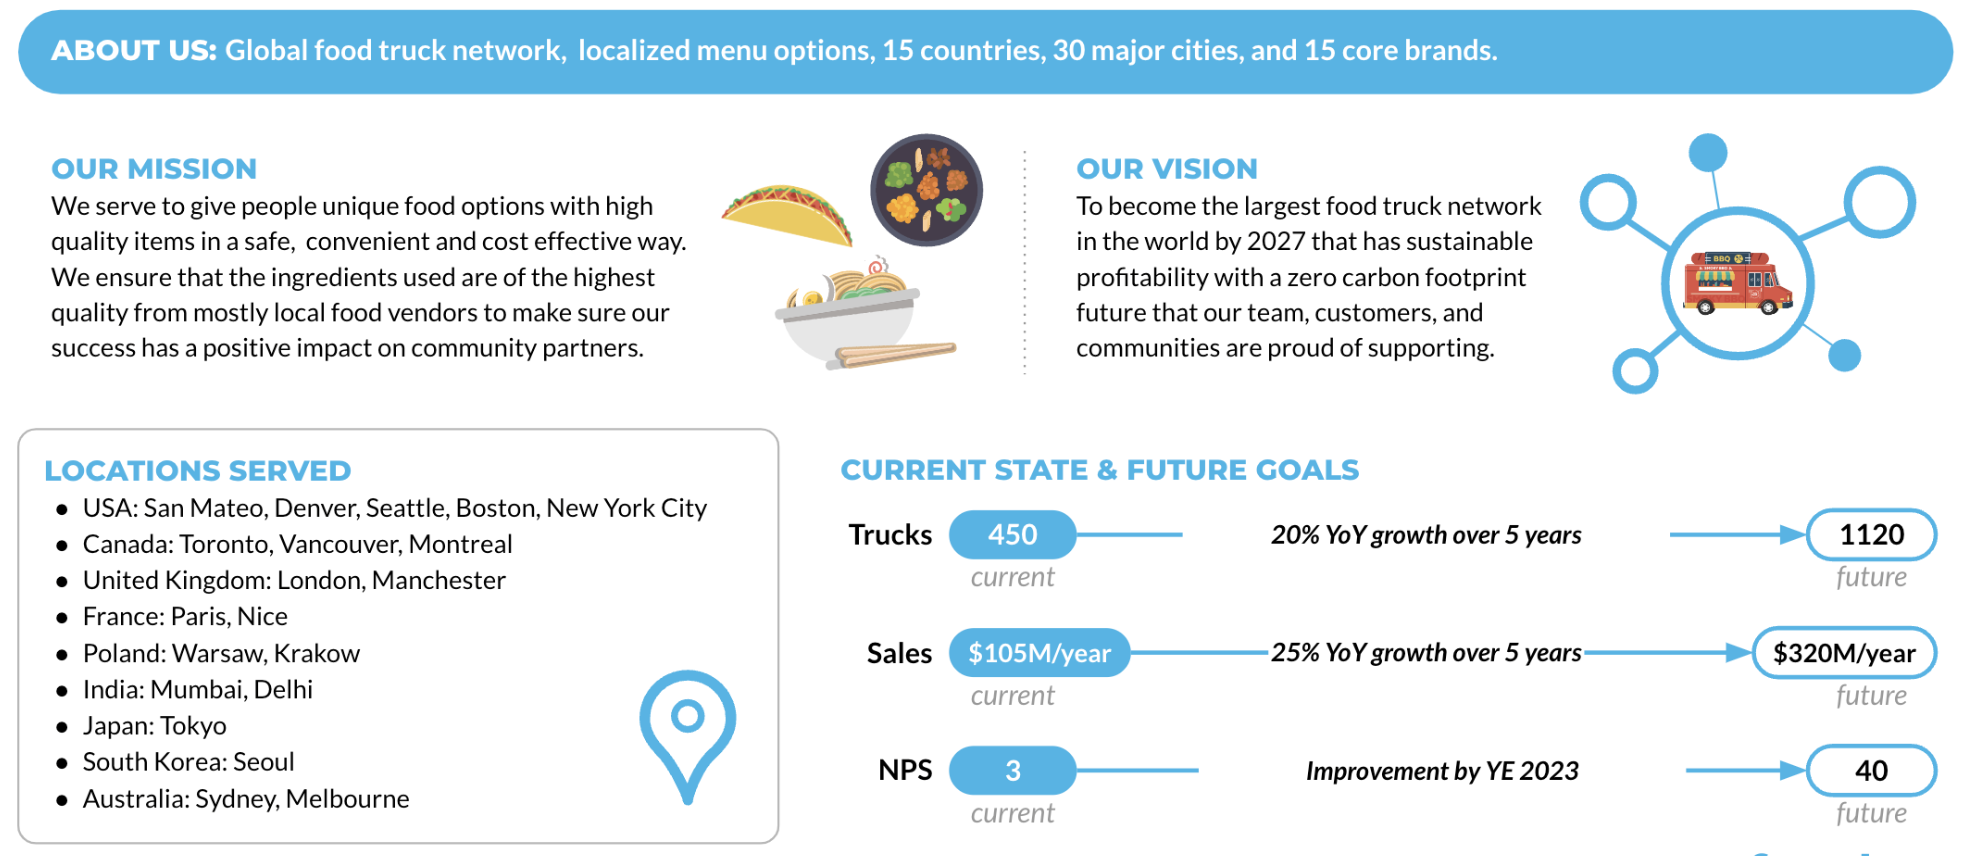 ABOUT US: Global food truck network, localized menu options, 15 countries, 30 major cities, and 15 core brands.
OUR MISSION
We serve to give people unique food options with high
quality items in a safe, convenient and cost effective way.
We ensure that the ingredients used are of the highest
quality from mostly local food vendors to make sure our
success has a positive impact on community partners.
OUR VISION
To become the largest food truck network
in the world by 2027 that has sustainable
profitability with a zero carbon footprint
future that our team, customers, and
communities are proud of supporting.
BBQ
LOCATIONS SERVED
● USA: San Mateo, Denver, Seattle, Boston, New York City
● Canada: Toronto, Vancouver, Montreal
● United Kingdom: London, Manchester
● France: Paris, Nice
● Poland: Warsaw, Krakow
● India: Mumbai, Delhi
● Japan: Tokyo
● South Korea: Seoul
● Australia: Sydney, Melbourne
CURRENT STATE & FUTURE GOALS
Trucks 450 20% YoY growth over 5 years 1120
current future
Sales $105M/year 25% YoY growth over 5 years $320M/year
current future
NPS 3 Improvement by YE 2023 40
current future